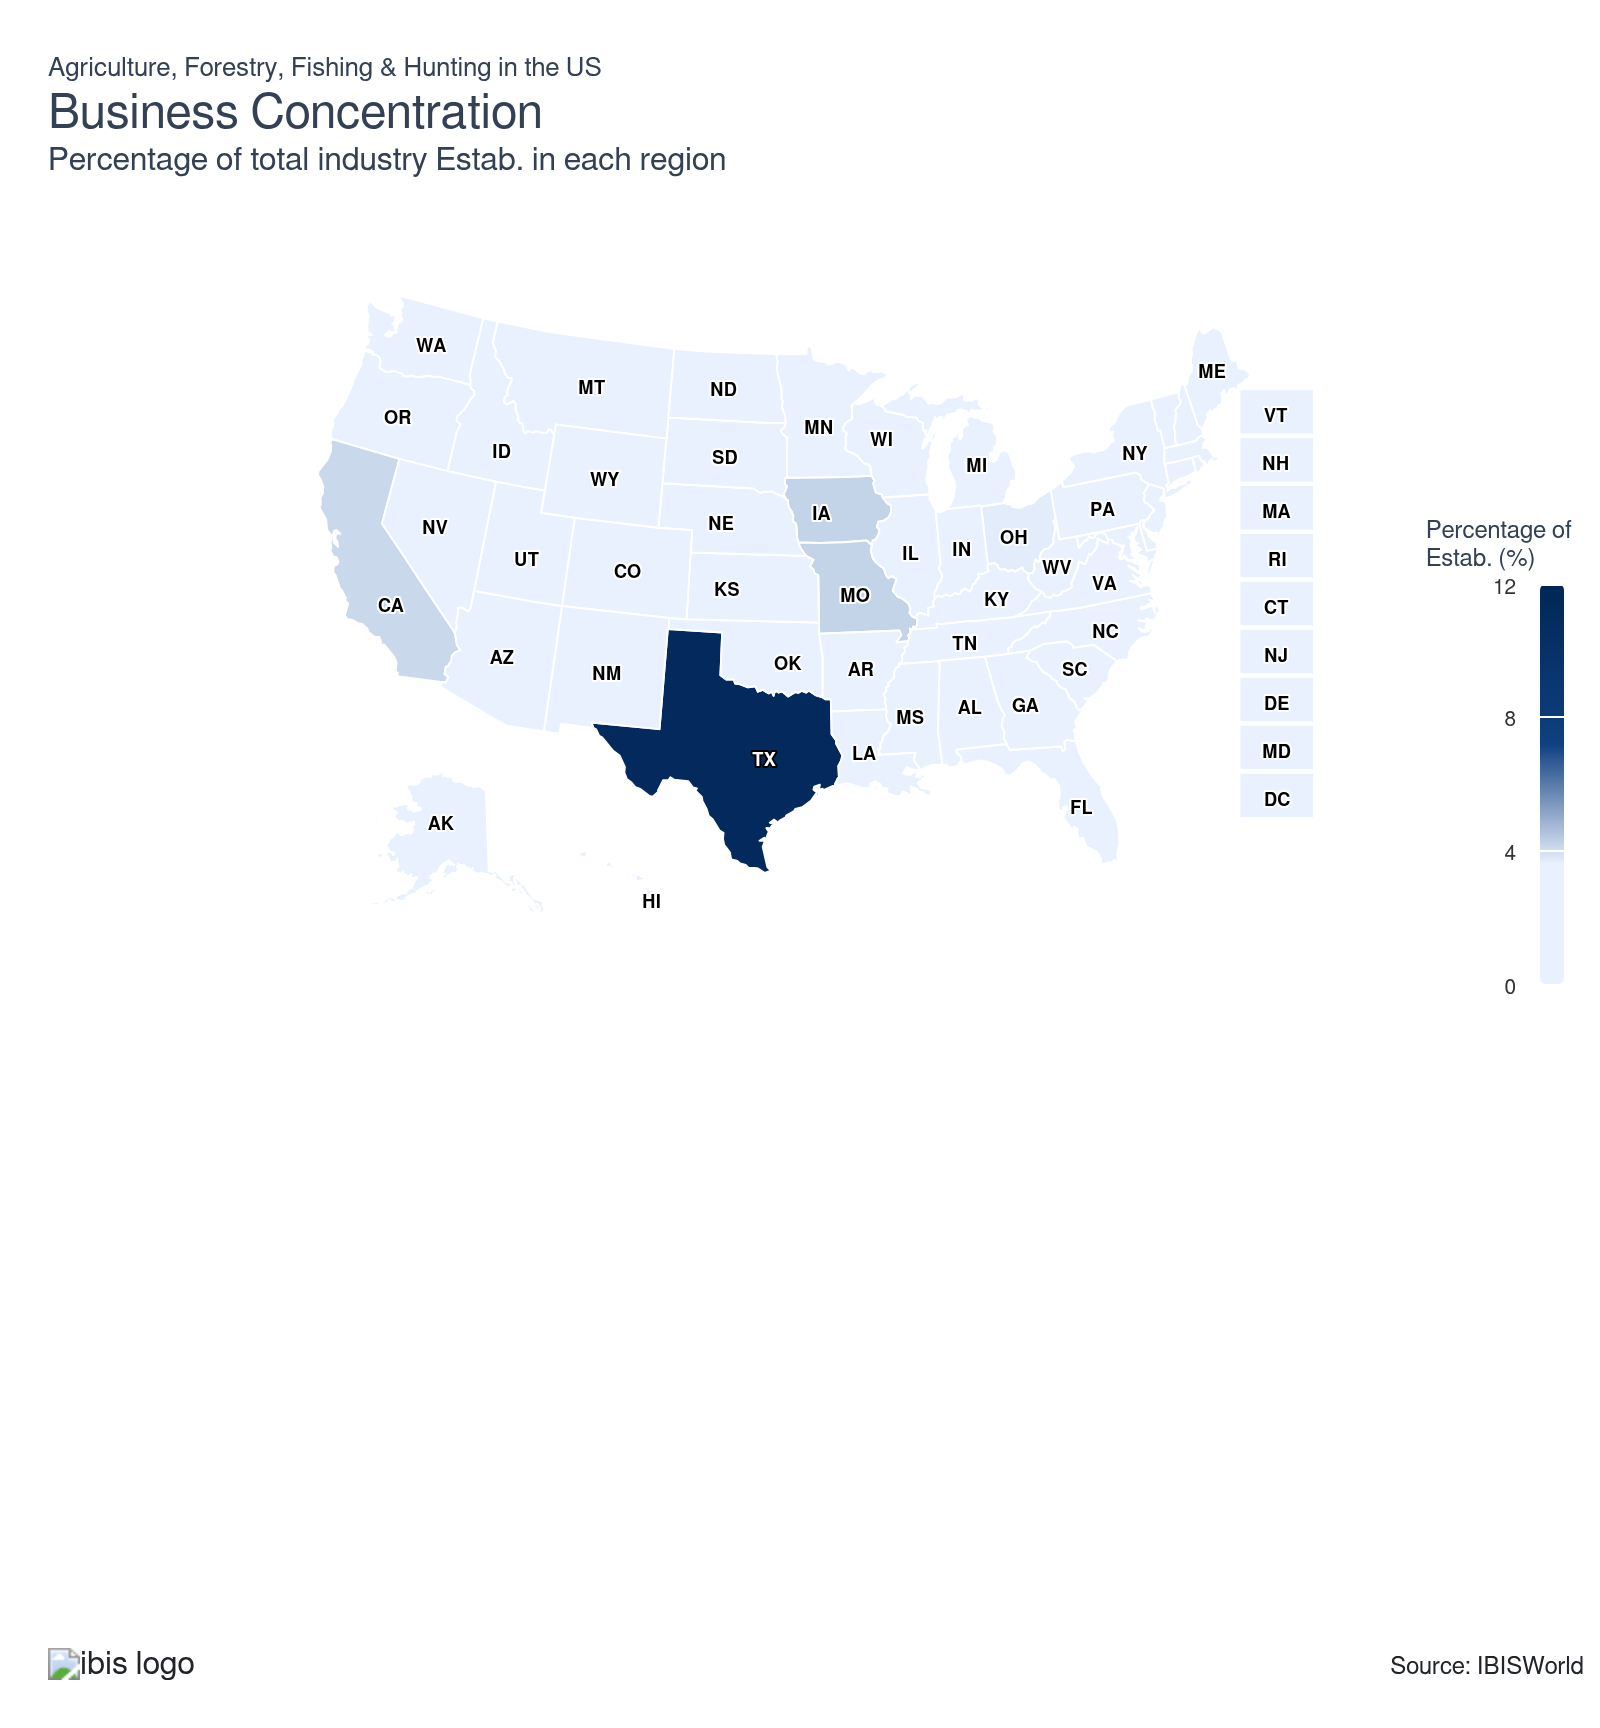 Agriculture, Forestry, Fishing & Hunting in the US
Business Concentration
Percentage of total industry Estab. in each region
WA
MT
ND
MN
ME
OR
ID
SD
WI
MI
NY
VT
WY
NH
NV
NE
IA
PA
MA
UT
CO
KS
IL
IN
OH
WV
VA
RI
CA
MO
KY
NC
CT
AZ
NM
OK
AR
TN
SC
NJ
MS
AL
GA
DE
TX
LA
MD
AK
FL
DC
HI
Percentage of
Estab. (%)
12
8
4
0
ibis logo
Source: IBISWorld